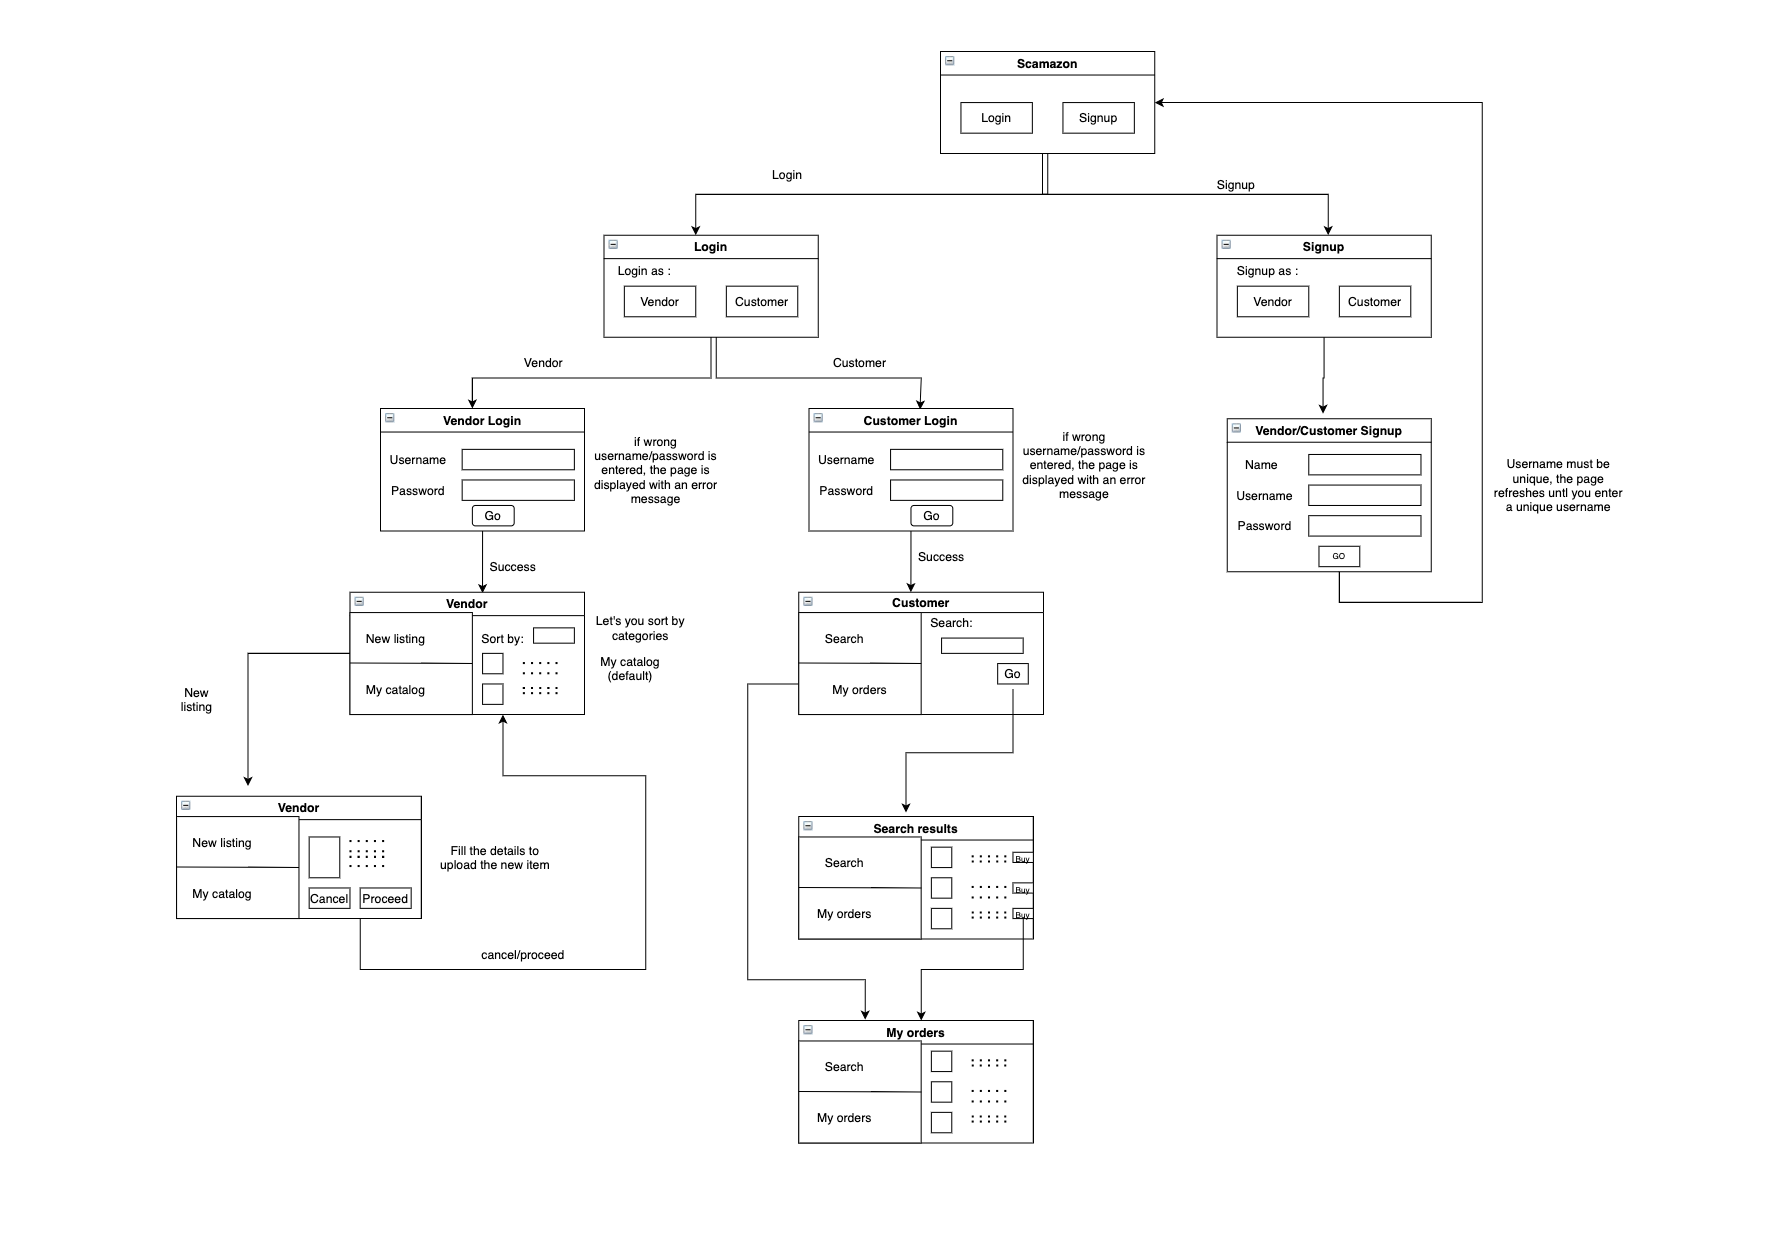 Scamazon
Login
Signup
Login
Signup
Login
Login as :
Vendor
Customer
Signup
Signup as :
Vendor
Customer
Vendor
Customer
Vendor Login
Username
Password
Go
if wrong
username/password is
entered, the page is
displayed with an error
message
Customer Login
Username
Password
Go
if wrong
username/password is
entered, the page is
displayed with an error
message
Vendor/Customer Signup
Name
Username
Password
GO
Username must be
unique, the page
refreshes untl you enter
a unique username
Success
Success
Vendor
New listing
My catalog
Sort by:
Let's you sort by
categories
My catalog
(default)
Customer
Search
My orders
Search:
Go
New
listing
Vendor
New listing
My catalog
Cancel
Proceed
Fill the details to
upload the new item
cancel/proceed
Search results
Search
My orders
Buy
Buy
Buy
My orders
Search
My orders